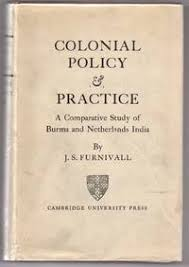 COLONIAL
POLICY
&
PRACTICE
A Comparative Study of
Burma and Netherlands India
By
J. S. FURNIVALL
CAMBRIDGE UNIVERSITY PRESS